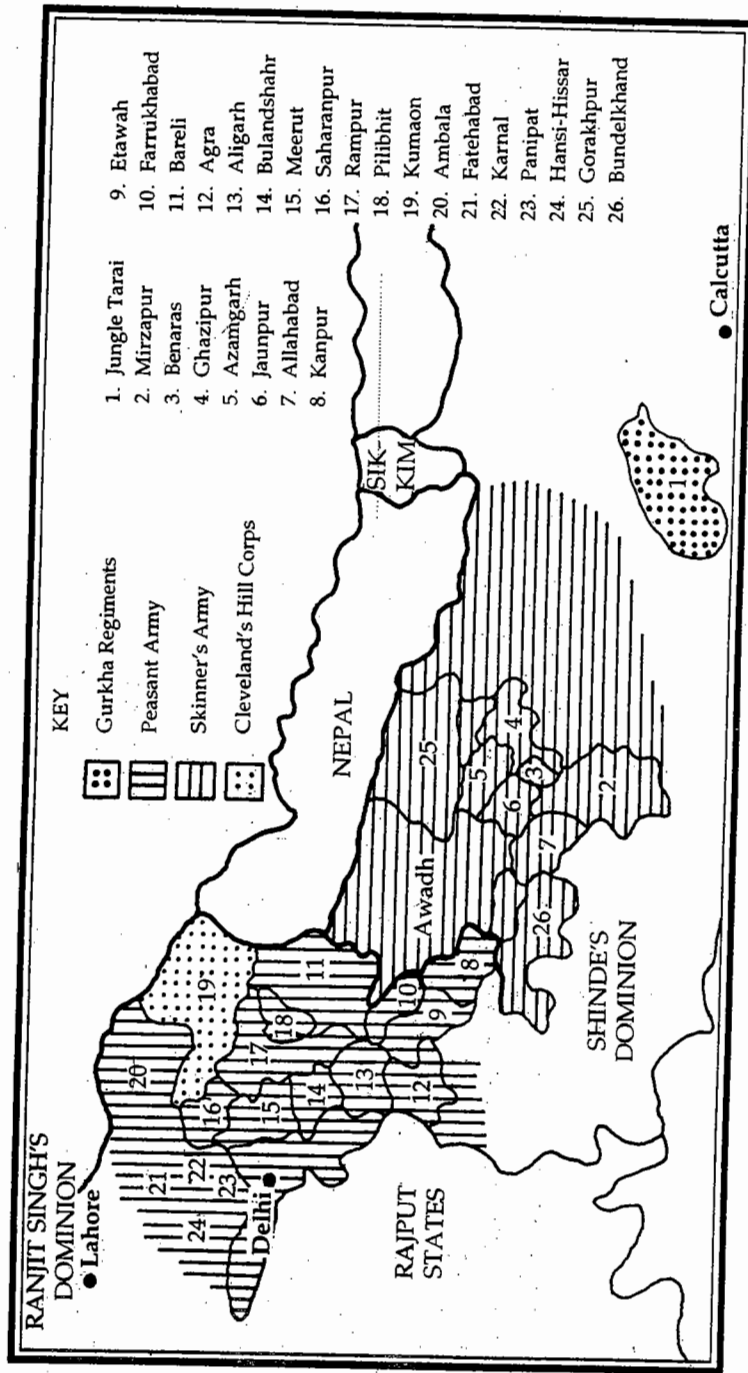 RANJIT SINGH'S
DOMINION
Lahore
Delhi
RAJPUT
STATES
SHINDE'S
DOMINION
Awadh
NEPAL
SIK-
KIM
Calcutta
20
19
21
22
23
24
16
17
18
11
15
14
13
10
12
9
8
25
5
4
6
3
7
26
2
1
KEY
Gurkha Regiments
Peasant Army
Skinner's Army
Cleveland's Hill Corps
1. Jungle Tarai
2. Mirzapur
3. Benaras
4. Ghazipur
5. Azamgarh
6. Jaunpur
7. Allahabad
8. Kanpur
9. Etawah
10. Farrukhabad
11. Bareli
12. Agra
13. Aligarh
14. Bulandshahr
15. Meerut
16. Saharanpur
17. Rampur
18. Pilibhit
19. Kumaon
20. Ambala
21. Fatehabad
22. Karnal
23. Panipat
24. Hansi-Hissar
25. Gorakhpur
26. Bundelkhand